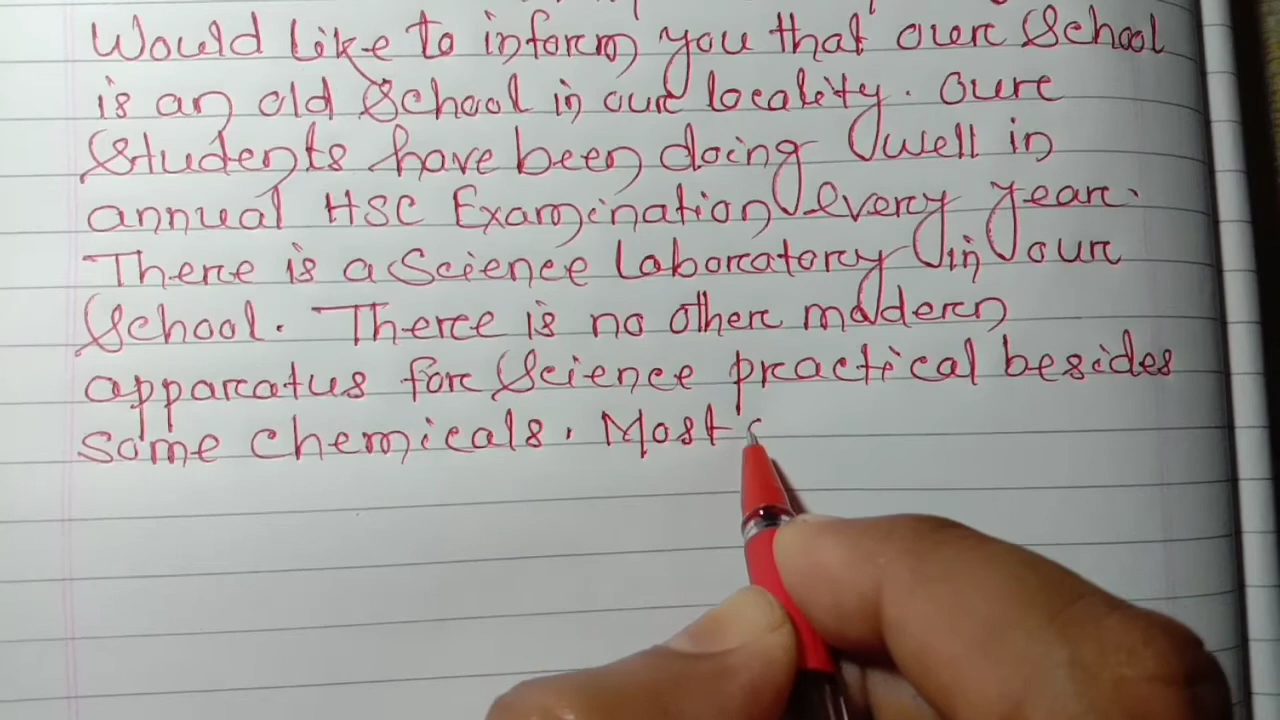 Would like to inform you that our School
is an old School in our locality. Our
Students have been doing well in
annual HSC Examination every year.
There is a Science Laboratory in our
School. There is no other modern
apparatus for Science practical besides
some chemicals. Most